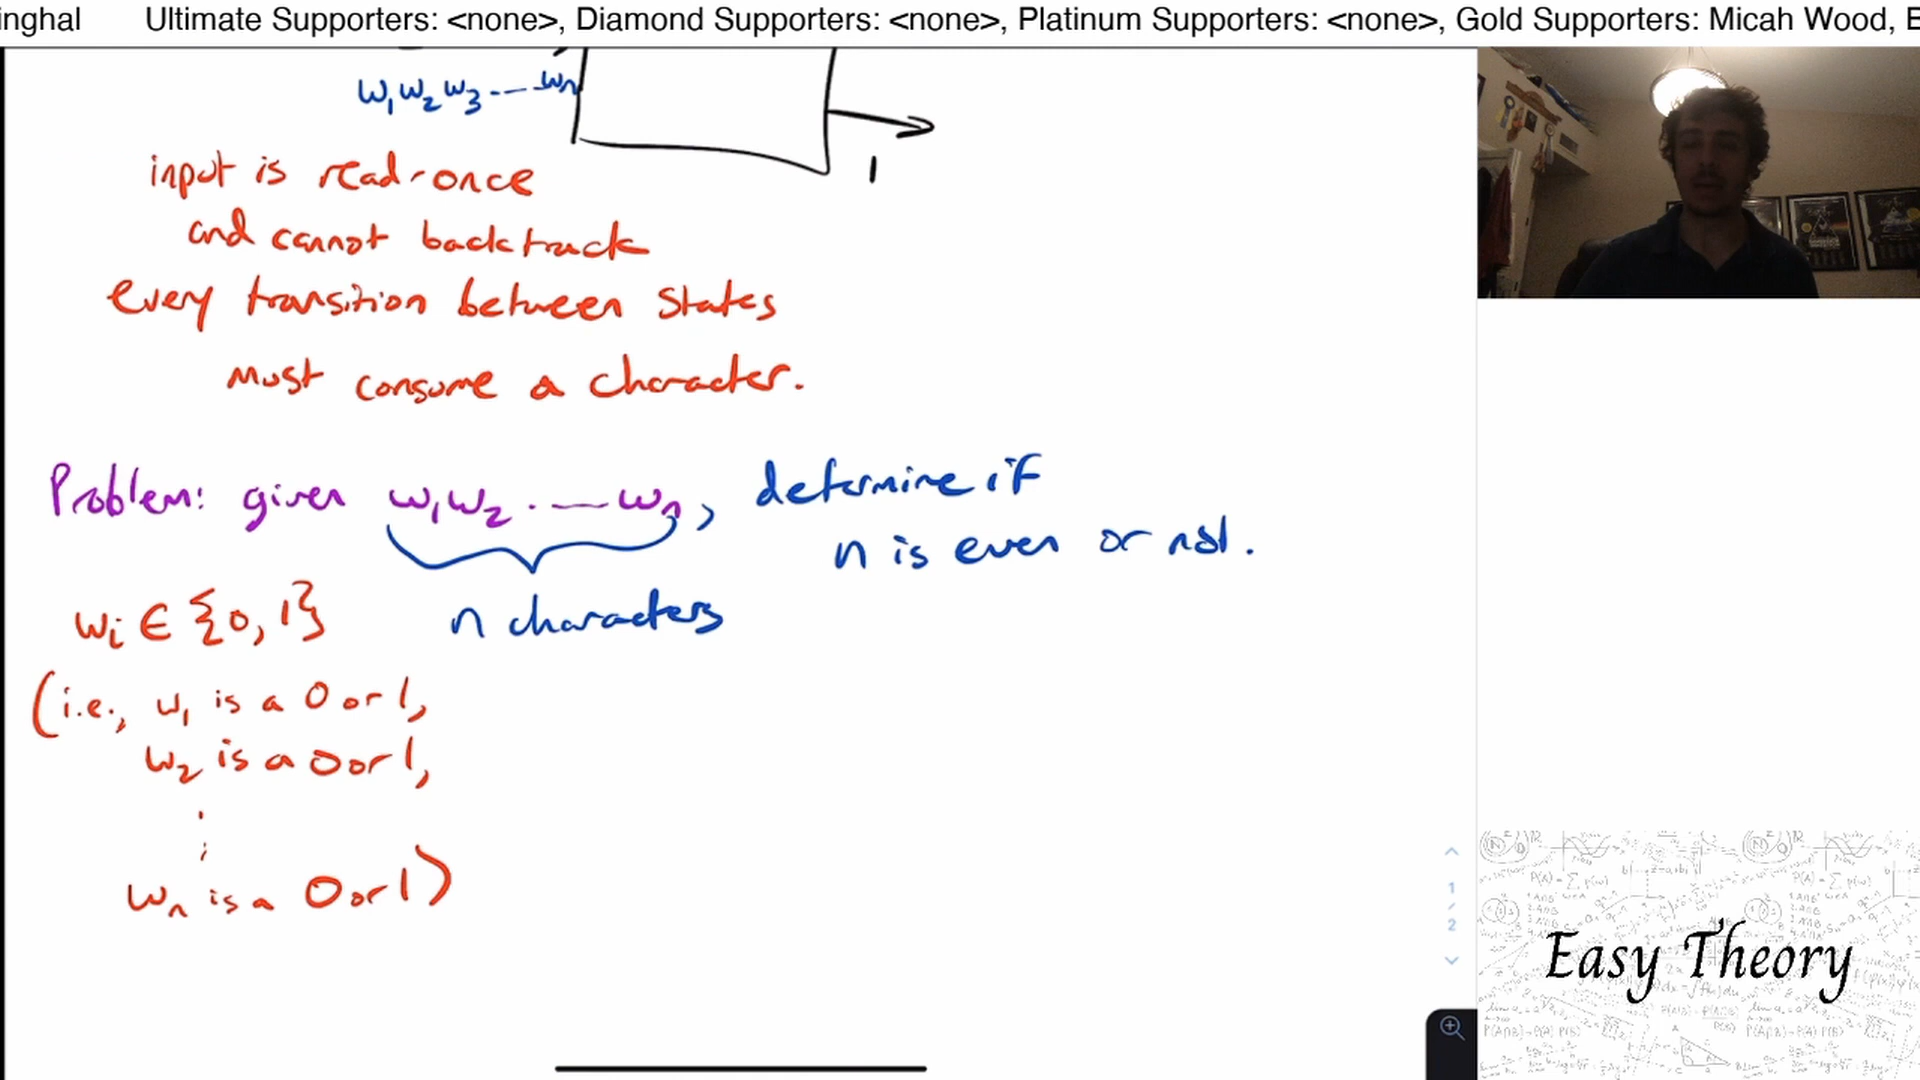 inghal Ultimate Supporters: <none>, Diamond Supporters: <none>, Platinum Supporters: <none>, Gold Supporters: Micah Wood, E
w₁w₂w₃ ... wₙ
1
input is read-once
and cannot backtrack
every transition between states
must consume a character.
Problem: given w₁w₂ ... wₙ, determine if
n is even or not.
n characters
wᵢ ∈ {0, 1}
(i.e., w₁ is a 0 or 1,
w₂ is a 0 or 1,
⋮
wₙ is a 0 or 1)
1
2
Easy Theory